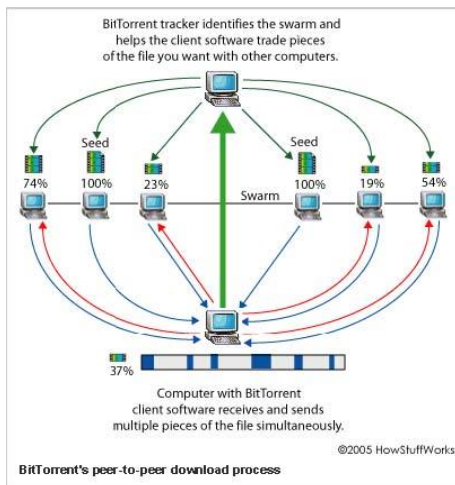 BitTorrent tracker identifies the swarm and
helps the client software trade pieces
of the file you want with other computers.
Seed
Seed
74%
100%
23%
100%
19%
54%
Swarm
37%
Computer with BitTorrent
client software receives and sends
multiple pieces of the file simultaneously.
©2005 HowStuffWorks
BitTorrent's peer-to-peer download process